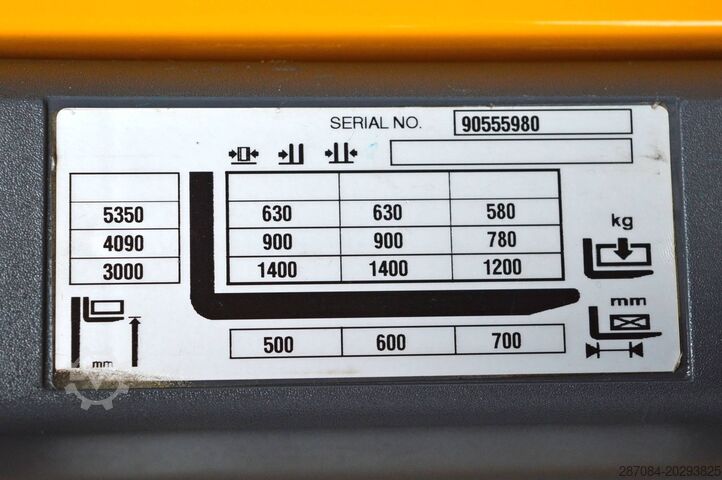 SERIAL NO. 90555980
5350 630 630 580
4090 900 900 780
3000 1400 1400 1200
kg
mm
500 600 700
mm
287084-20293825